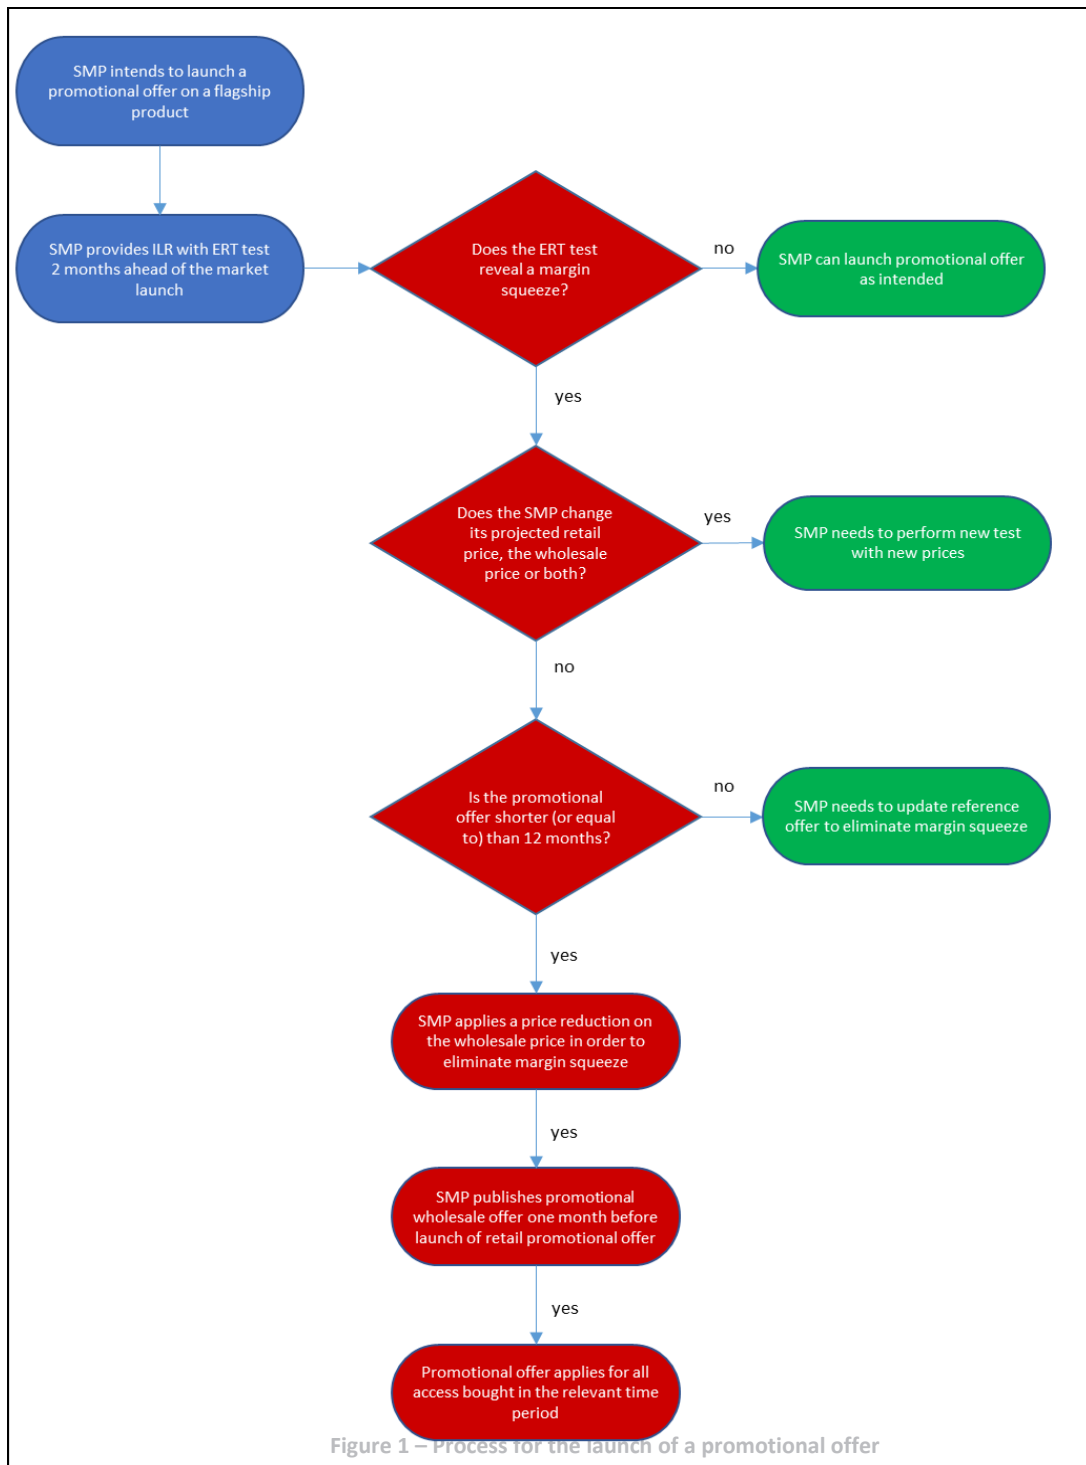 SMP intends to launch a
promotional offer on a flagship
product
SMP provides ILR with ERT test
2 months ahead of the market
launch
Does the ERT test
reveal a margin
squeeze?
no
SMP can launch promotional offer
as intended
yes
Does the SMP change
its projected retail
price, the wholesale
price or both?
yes
SMP needs to perform new test
with new prices
no
Is the promotional
offer shorter (or equal
to) than 12 months?
no
SMP needs to update reference
offer to eliminate margin squeeze
yes
SMP applies a price reduction on
the wholesale price in order to
eliminate margin squeeze
yes
SMP publishes promotional
wholesale offer one month before
launch of retail promotional offer
yes
Promotional offer applies for all
access bought in the relevant time
period
Figure 1 – Process for the launch of a promotional offer